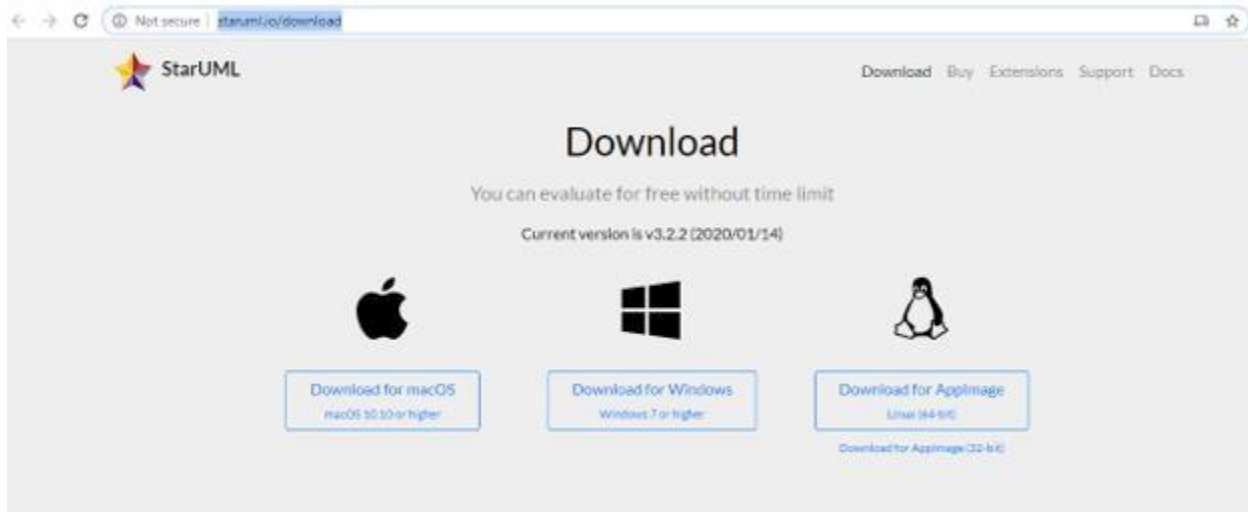 Not secure | staruml.io/download
StarUML
Download Buy Extensions Support Docs
Download
You can evaluate for free without time limit
Current version is v3.2.2 (2020/01/14)
Download for macOS
macOS 10.10 or higher
Download for Windows
Windows 7 or higher
Download for AppImage
Linux (64-bit)
Download for AppImage (32-bit)